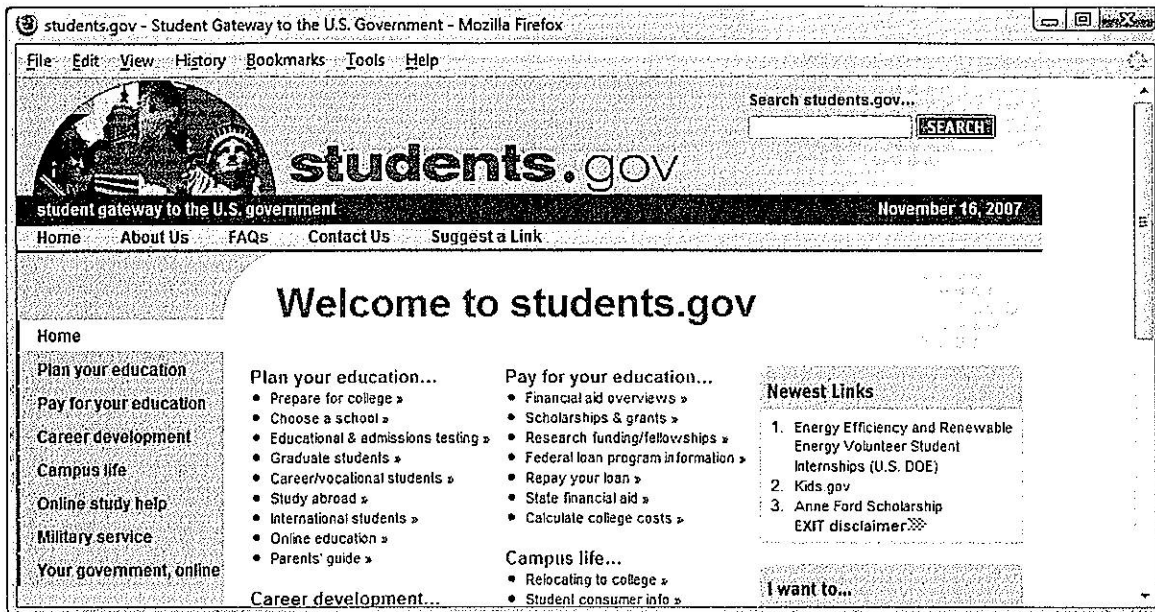 students.gov - Student Gateway to the U.S. Government - Mozilla Firefox
File Edit View History Bookmarks Tools Help
Search students.gov...
SEARCH
students.gov
student gateway to the U.S. government
November 16, 2007
Home About Us FAQs Contact Us Suggest a Link
Welcome to students.gov
Home
Plan your education
Pay for your education
Career development
Campus life
Online study help
Military service
Your government, online
Plan your education...
• Prepare for college »
• Choose a school »
• Educational & admissions testing »
• Graduate students »
• Career/vocational students »
• Study abroad »
• International students »
• Online education »
• Parents' guide »
Career development...
Pay for your education...
• Financial aid overviews »
• Scholarships & grants »
• Research funding/fellowships »
• Federal loan program information »
• Repay your loan »
• State financial aid »
• Calculate college costs »
Campus life...
• Relocating to college »
• Student consumer info »
Newest Links
1. Energy Efficiency and Renewable
Energy Volunteer Student
Internships (U.S. DOE)
2. Kids.gov
3. Anne Ford Scholarship
EXIT disclaimer
I want to...